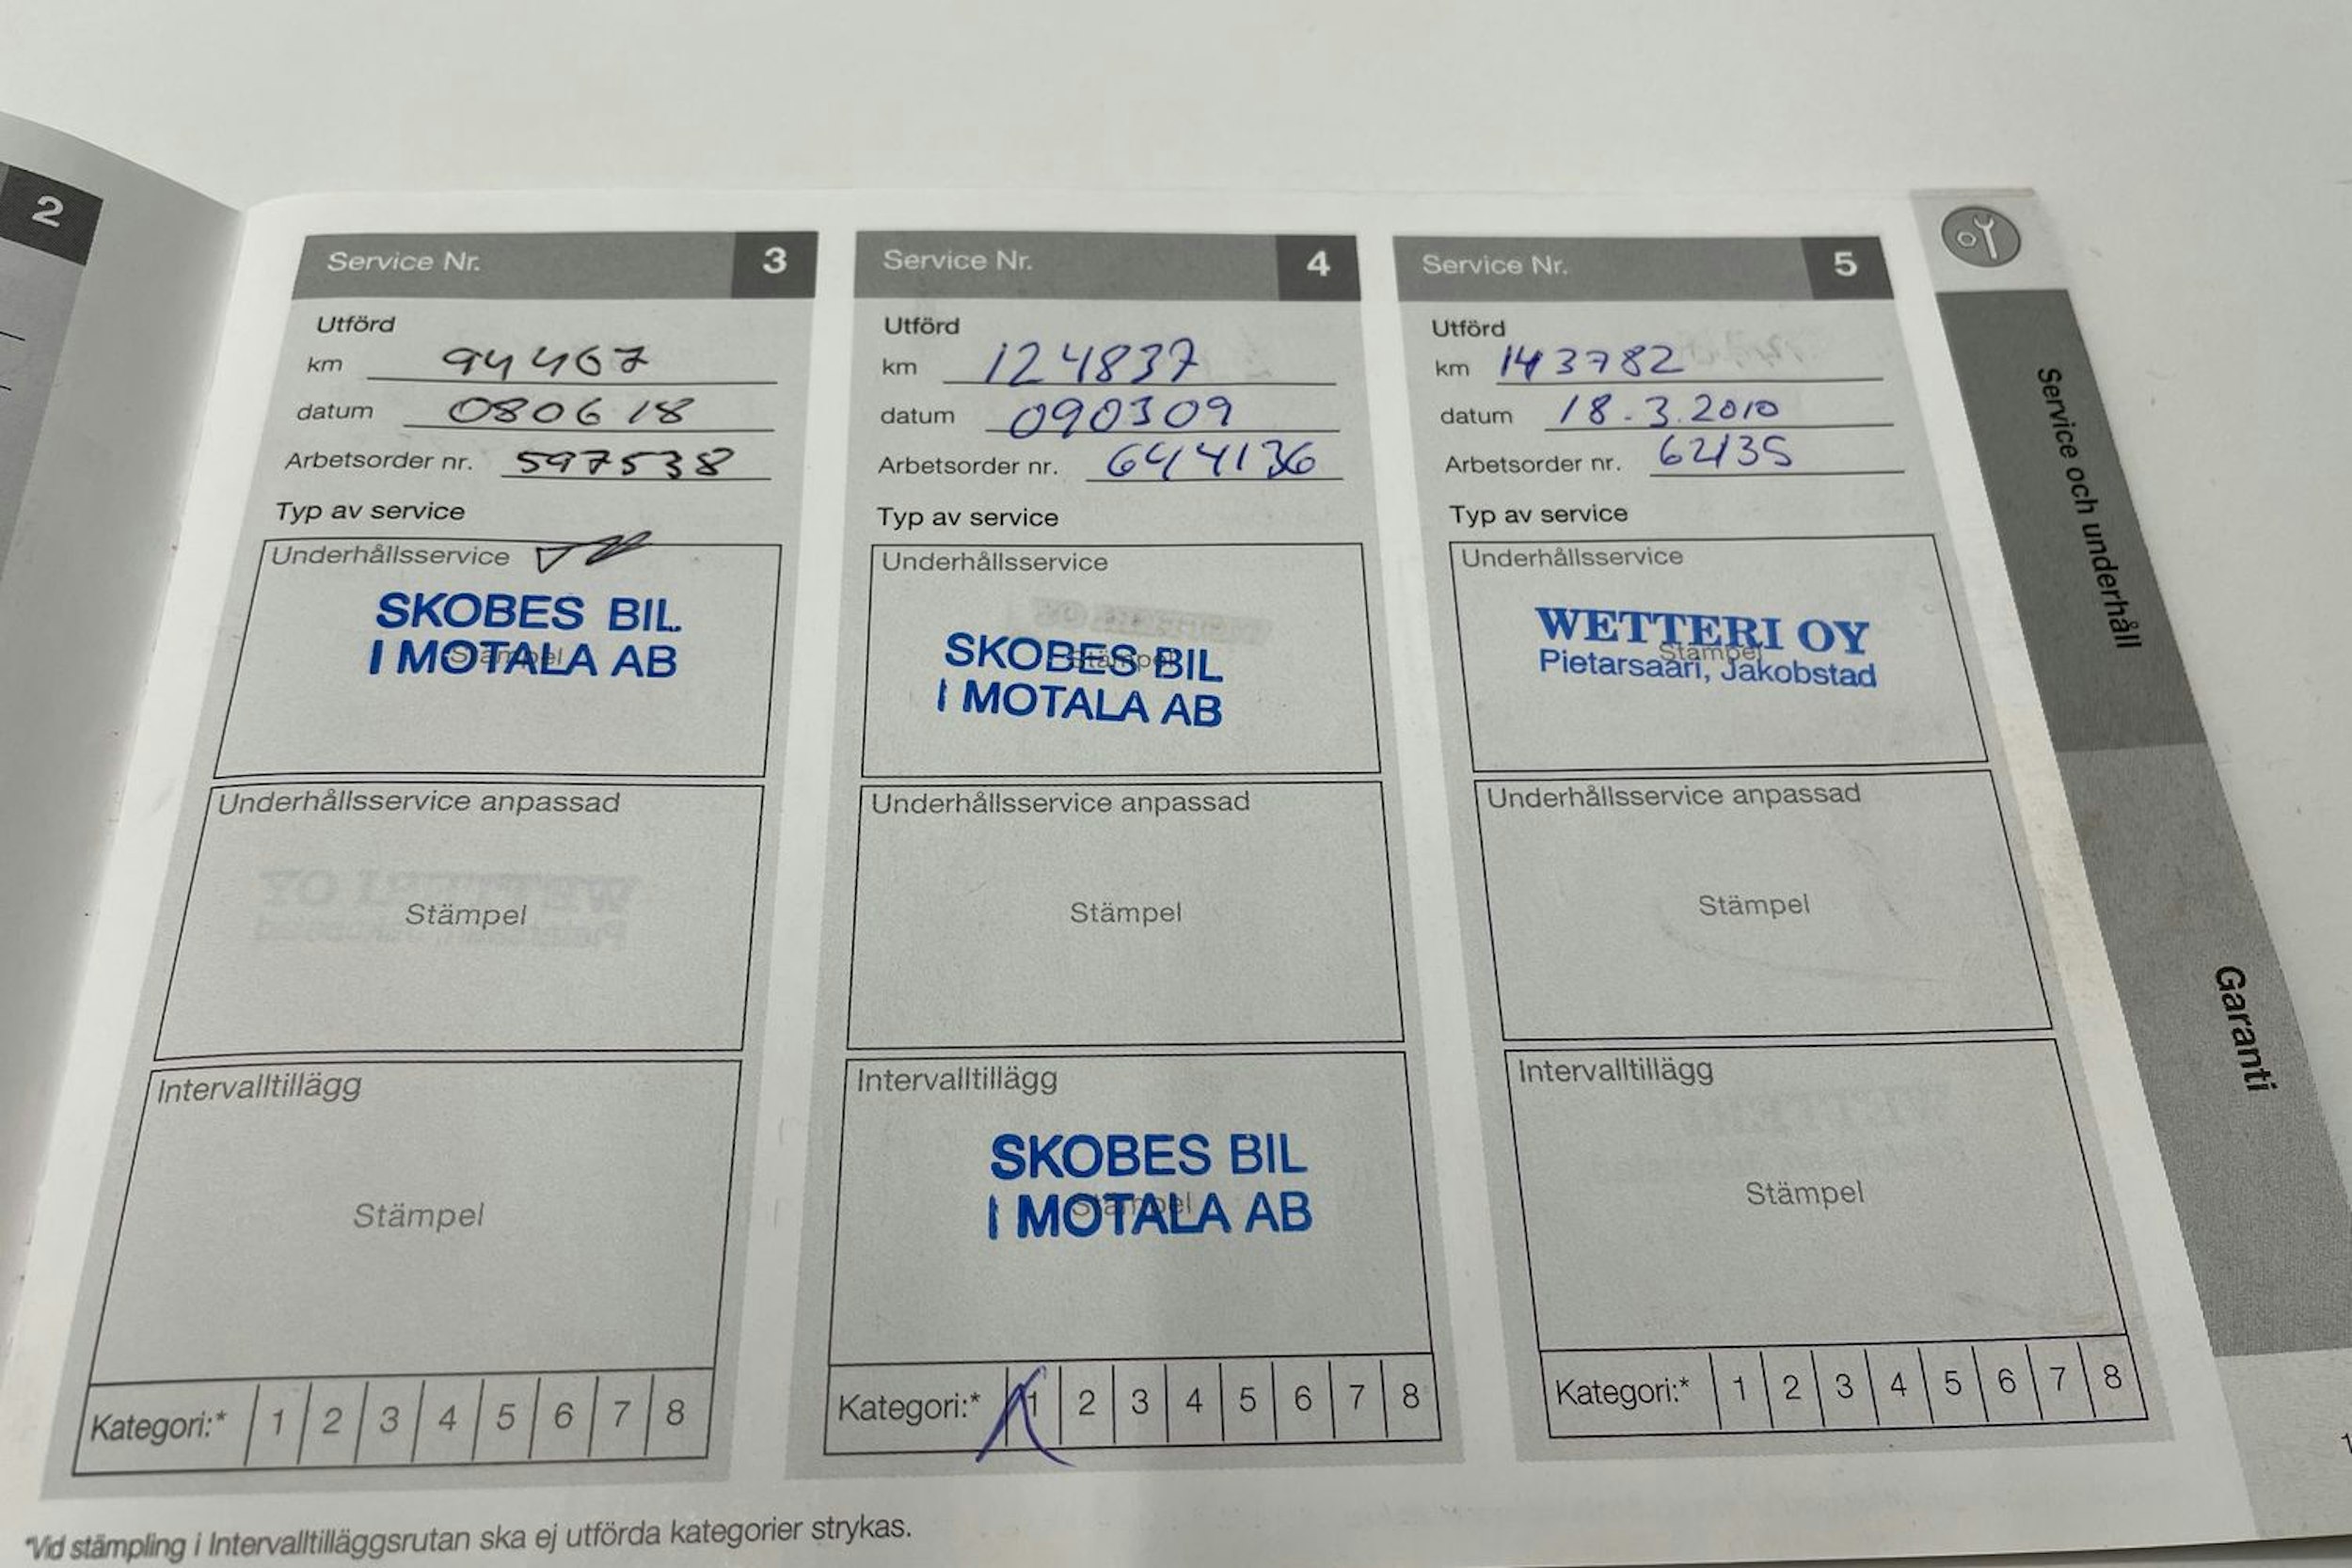 2
Service Nr. 3
Utförd
km 94467
datum 080618
Arbetsorder nr. 597538
Typ av service
Underhållsservice
SKOBES BIL
I MOTALA AB
Stämpel
Underhållsservice anpassad
Stämpel
Intervalltillägg
Stämpel
Kategori:* 1 2 3 4 5 6 7 8
Service Nr. 4
Utförd
km 124837
datum 090309
Arbetsorder nr. 644136
Typ av service
Underhållsservice
SKOBES BIL
I MOTALA AB
Stämpel
Underhållsservice anpassad
Stämpel
Intervalltillägg
SKOBES BIL
I MOTALA AB
Stämpel
Kategori:* 1 2 3 4 5 6 7 8
Service Nr. 5
Utförd
km 143782
datum 18.3.2010
Arbetsorder nr. 62135
Typ av service
Underhållsservice
WETTERI OY
Stämpel
Pietarsaari, Jakobstad
Underhållsservice anpassad
Stämpel
Intervalltillägg
Stämpel
Kategori:* 1 2 3 4 5 6 7 8
*Vid stämpling i Intervalltilläggsrutan ska ej utförda kategorier strykas.
Service och underhåll
Garanti